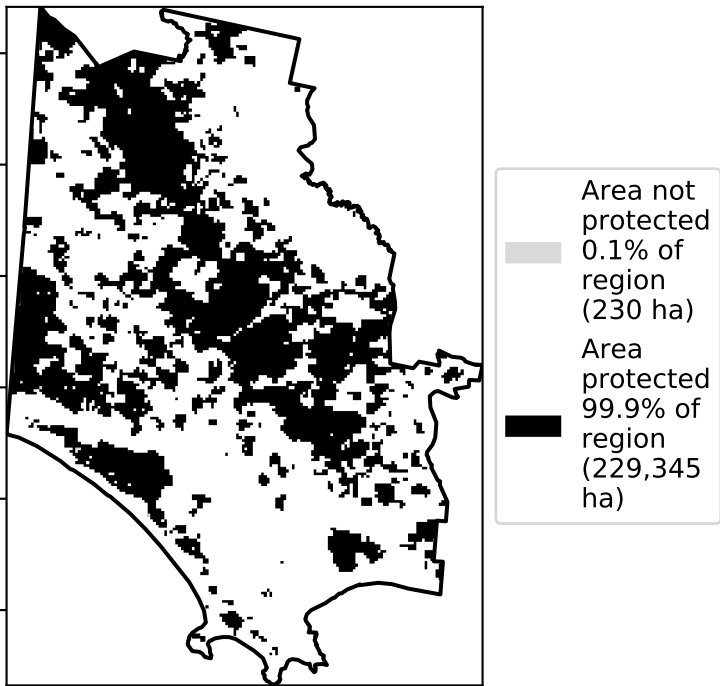 Area not
protected
0.1% of
region
(230 ha)
Area
protected
99.9% of
region
(229,345
ha)